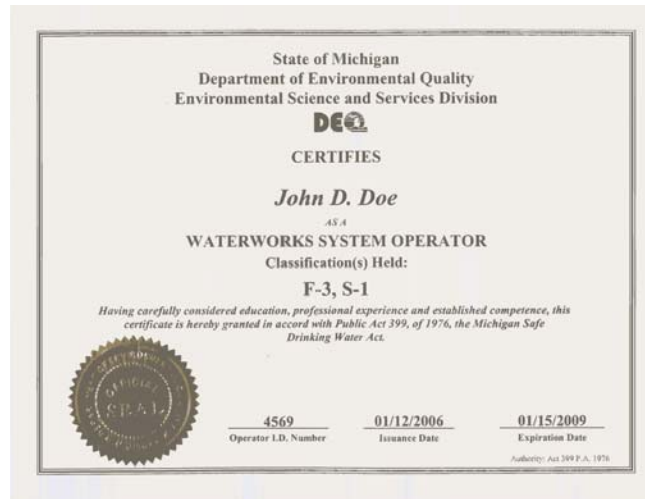 State of Michigan
Department of Environmental Quality
Environmental Science and Services Division
DEQ
CERTIFIES
John D. Doe
AS A
WATERWORKS SYSTEM OPERATOR
Classification(s) Held:
F-3, S-1
Having carefully considered education, professional experience and established competence, this
certificate is hereby granted in accord with Public Act 399, of 1976, the Michigan Safe
Drinking Water Act.
OFFICIAL
SEAL
4569 01/12/2006 01/15/2009
Operator I.D. Number Issuance Date Expiration Date
Authority: Act 399 P.A. 1976